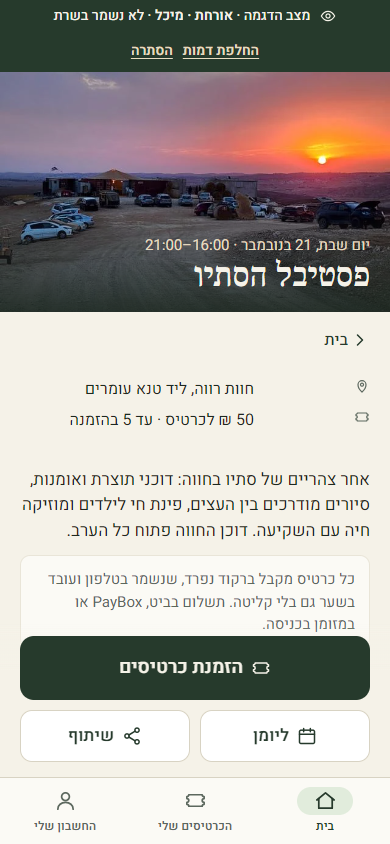 מצב הדגמה · אורחת · מיכל · לא נשמר בשרת
החלפת דמות הסתרה
יום שבת, 21 בנובמבר · 16:00–21:00
פסטיבל הסתיו
בית
חוות רווה, ליד טנא עומרים
50 ₪ לכרטיס · עד 5 בהזמנה
אחר צהריים של סתיו בחווה: דוכני תוצרת ואומנות,
סיורים מודרכים בין העצים, פינת חי לילדים ומוזיקה
חיה עם השקיעה. דוכן החווה פתוח כל הערב.
כל כרטיס מקבל ברקוד נפרד, שנשמר בטלפון ועובד
בשער גם בלי קליטה. תשלום בביט, PayBox או
במזומן בכניסה.
הזמנת כרטיסים
ליומן
שיתוף
בית
הכרטיסים שלי
החשבון שלי